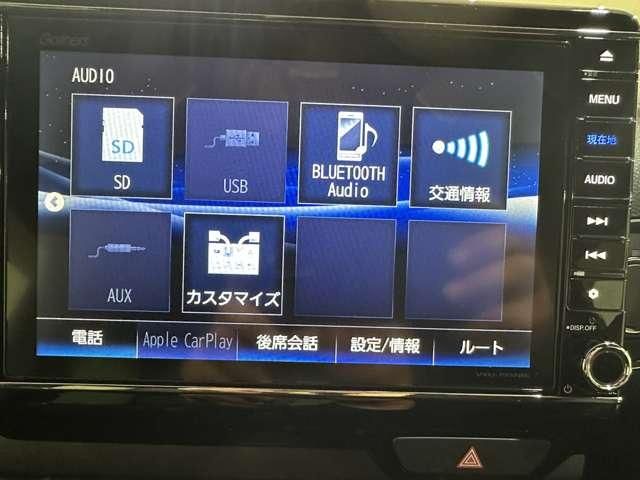 Gathers
AUDIO
SD
SD
USB
BLUETOOTH
Audio
交通情報
AUX
カスタマイズ
電話
Apple CarPlay
後席会話
設定/情報
ルート
MENU
現在地
AUDIO
DISP.OFF